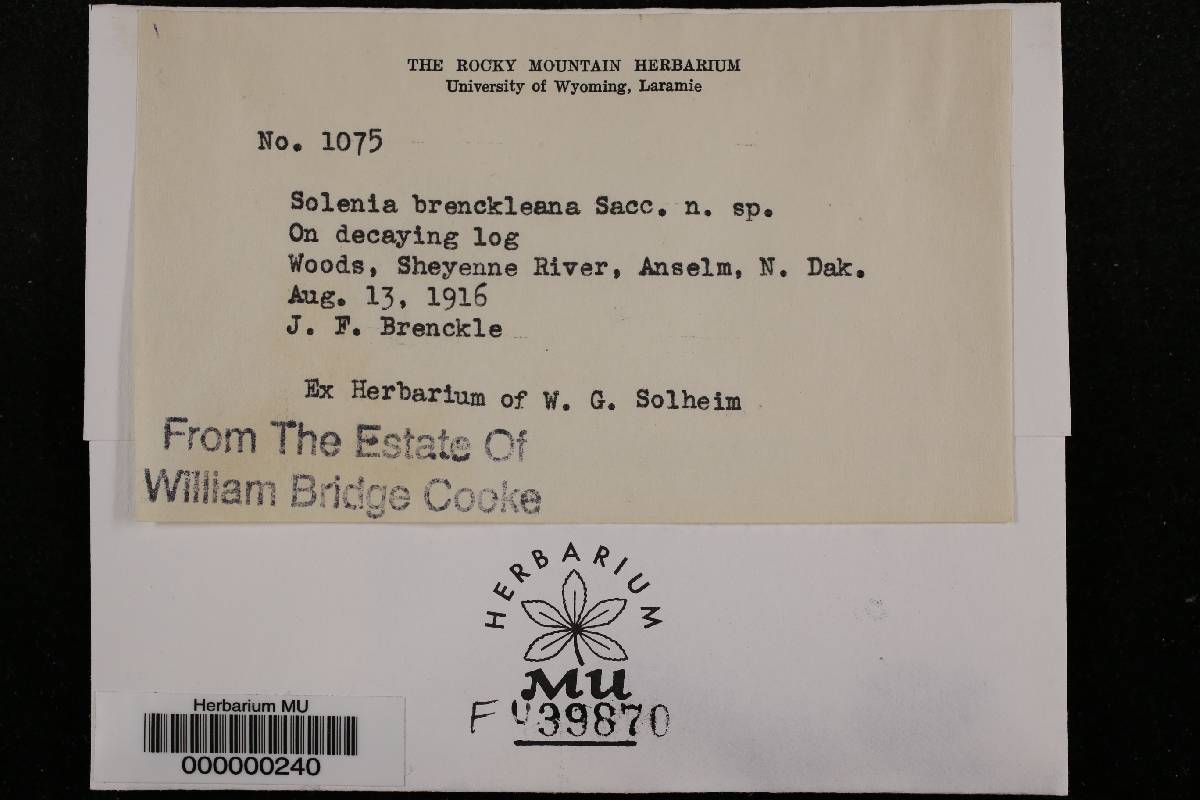 THE ROCKY MOUNTAIN HERBARIUM
University of Wyoming, Laramie
No. 1075
Solenia brenckleana Sacc. n. sp.
On decaying log
Woods, Sheyenne River, Anselm, N. Dak.
Aug. 13, 1916
J. F. Brenckle
Ex Herbarium of W. G. Solheim
From The Estate Of
William Bridge Cooke
HERBARIUM
MU
F 039870
Herbarium MU
000000240